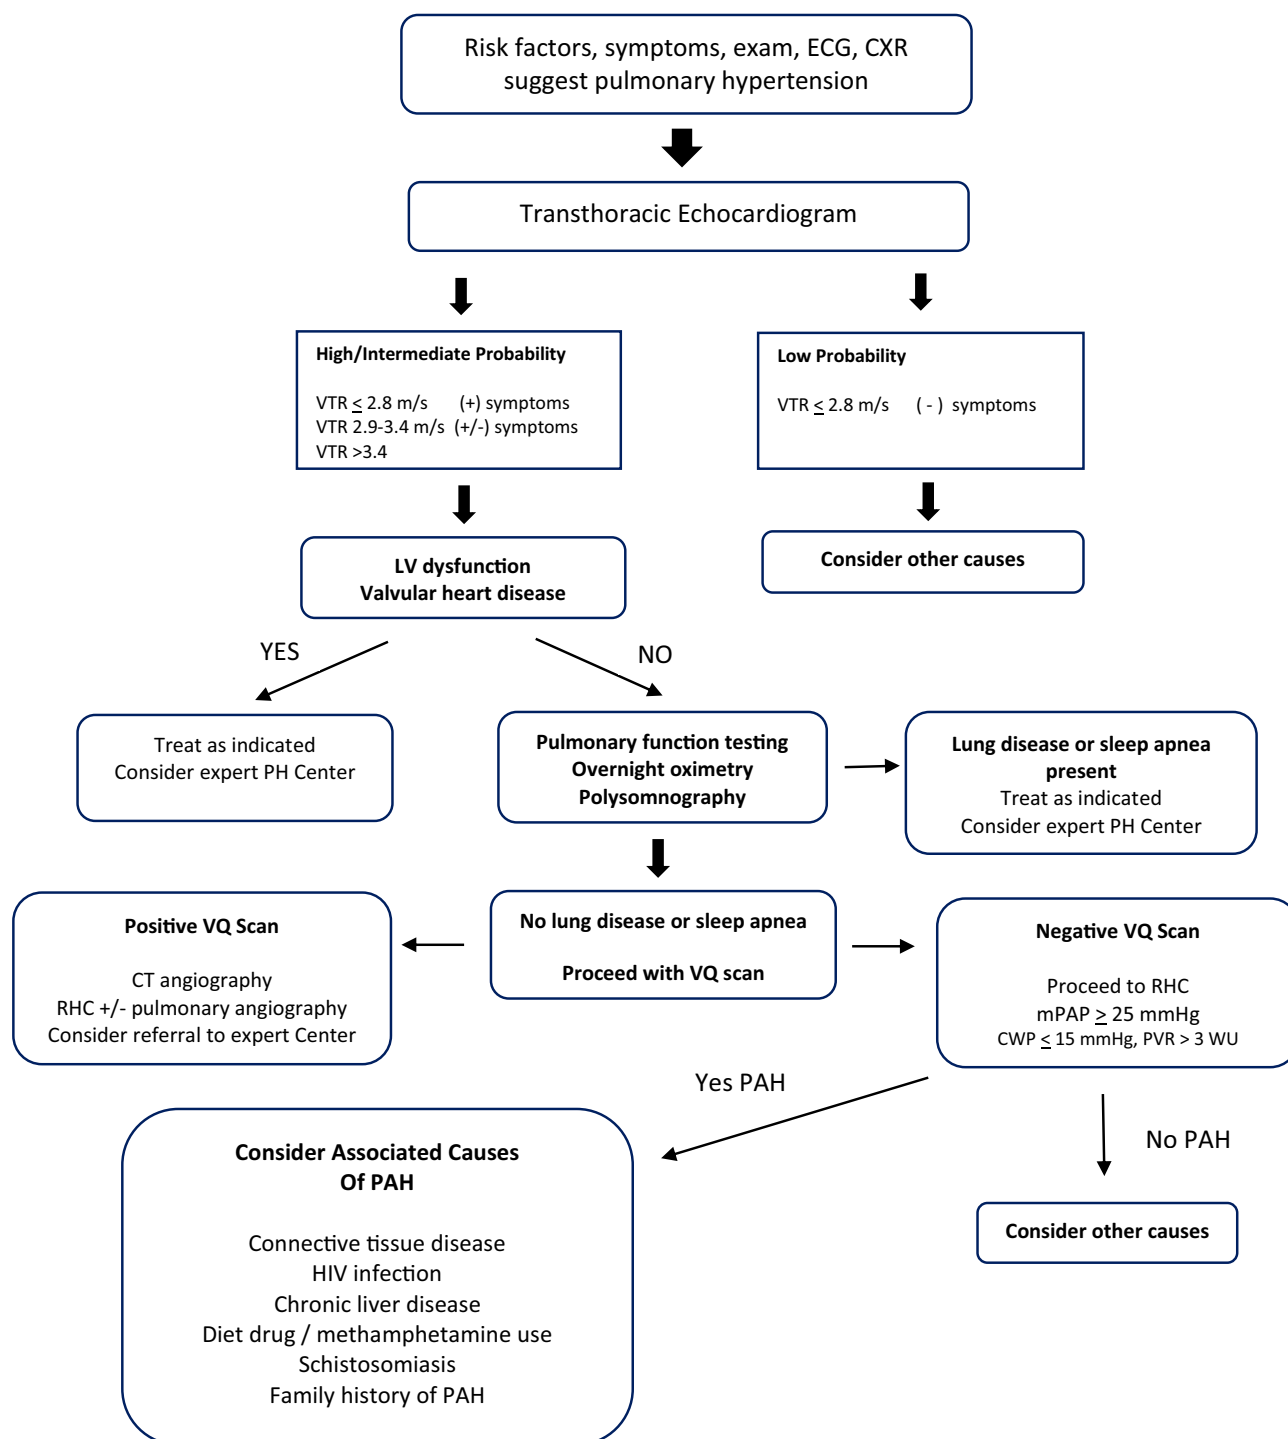 Risk factors, symptoms, exam, ECG, CXR
suggest pulmonary hypertension
Transthoracic Echocardiogram
High/Intermediate Probability
VTR ≤ 2.8 m/s (+) symptoms
VTR 2.9-3.4 m/s (+/-) symptoms
VTR >3.4
Low Probability
VTR ≤ 2.8 m/s ( - ) symptoms
LV dysfunction
Valvular heart disease
Consider other causes
YES
NO
Treat as indicated
Consider expert PH Center
Pulmonary function testing
Overnight oximetry
Polysomnography
Lung disease or sleep apnea
present
Treat as indicated
Consider expert PH Center
Positive VQ Scan
CT angiography
RHC +/- pulmonary angiography
Consider referral to expert Center
No lung disease or sleep apnea
Proceed with VQ scan
Negative VQ Scan
Proceed to RHC
mPAP ≥ 25 mmHg
CWP ≤ 15 mmHg, PVR > 3 WU
Yes PAH
No PAH
Consider Associated Causes
Of PAH
Connective tissue disease
HIV infection
Chronic liver disease
Diet drug / methamphetamine use
Schistosomiasis
Family history of PAH
Consider other causes